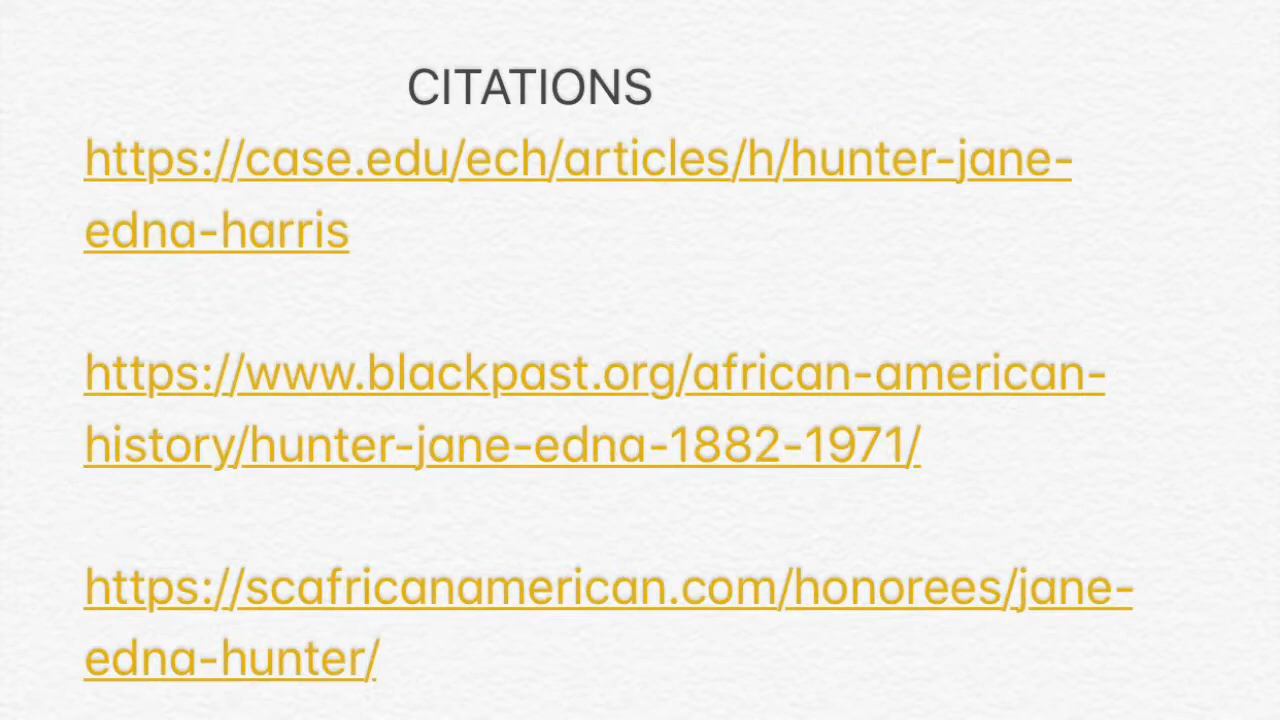 CITATIONS
https://case.edu/ech/articles/h/hunter-jane-
edna-harris
https://www.blackpast.org/african-american-
history/hunter-jane-edna-1882-1971/
https://scafricanamerican.com/honorees/jane-
edna-hunter/